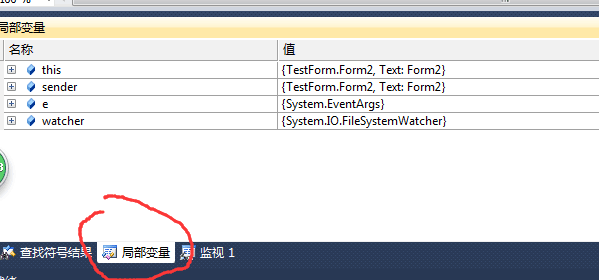 100 %
局部变量
名称 值
this {TestForm.Form2, Text: Form2}
sender {TestForm.Form2, Text: Form2}
e {System.EventArgs}
watcher {System.IO.FileSystemWatcher}
查找符号结果 局部变量 监视 1